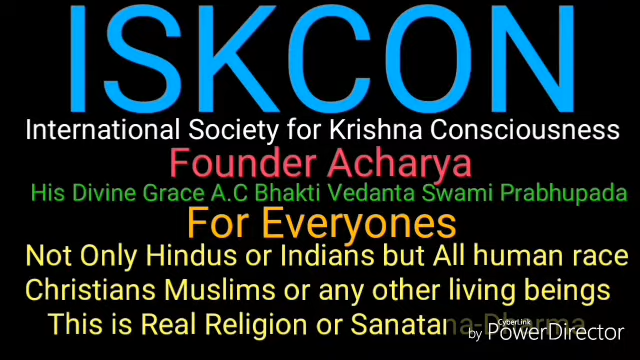 ISKCON
International Society for Krishna Consciousness
Founder Acharya
His Divine Grace A.C Bhakti Vedanta Swami Prabhupada
For Everyones
Not Only Hindus or Indians but All human race
Christians Muslims or any other living beings
This is Real Religion or Sanatana-Dharma
CyberLink
by PowerDirector